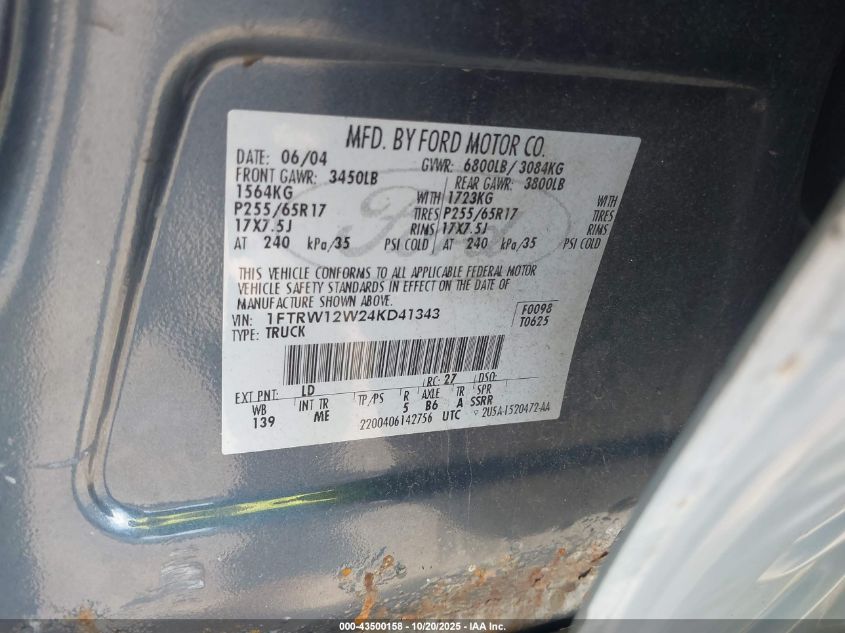 MFD. BY FORD MOTOR CO.
DATE: 06/04 GVWR: 6800LB/3084KG
FRONT GAWR: 3450LB REAR GAWR: 3800LB
1564KG WITH 1723KG WITH
P255/65R17 TIRES P255/65R17 TIRES
17X7.5J RIMS 17X7.5J RIMS
AT 240 kPa/35 PSI COLD AT 240 kPa/35 PSI COLD
THIS VEHICLE CONFORMS TO ALL APPLICABLE FEDERAL MOTOR
VEHICLE SAFETY STANDARDS IN EFFECT ON THE DATE OF
MANUFACTURE SHOWN ABOVE.
VIN: 1FTRW12W24KD41343 F0098
TYPE: TRUCK T0625
EXT PNT: LD RC: 27 DSO:
WB INT TR TP/PS R AXLE TR SPR
139 ME 5 B6 A SSRR
2200406142756 UTC 2U5A-1520472-AA
Ford
000-43500158 - 10/20/2025 - IAA Inc.